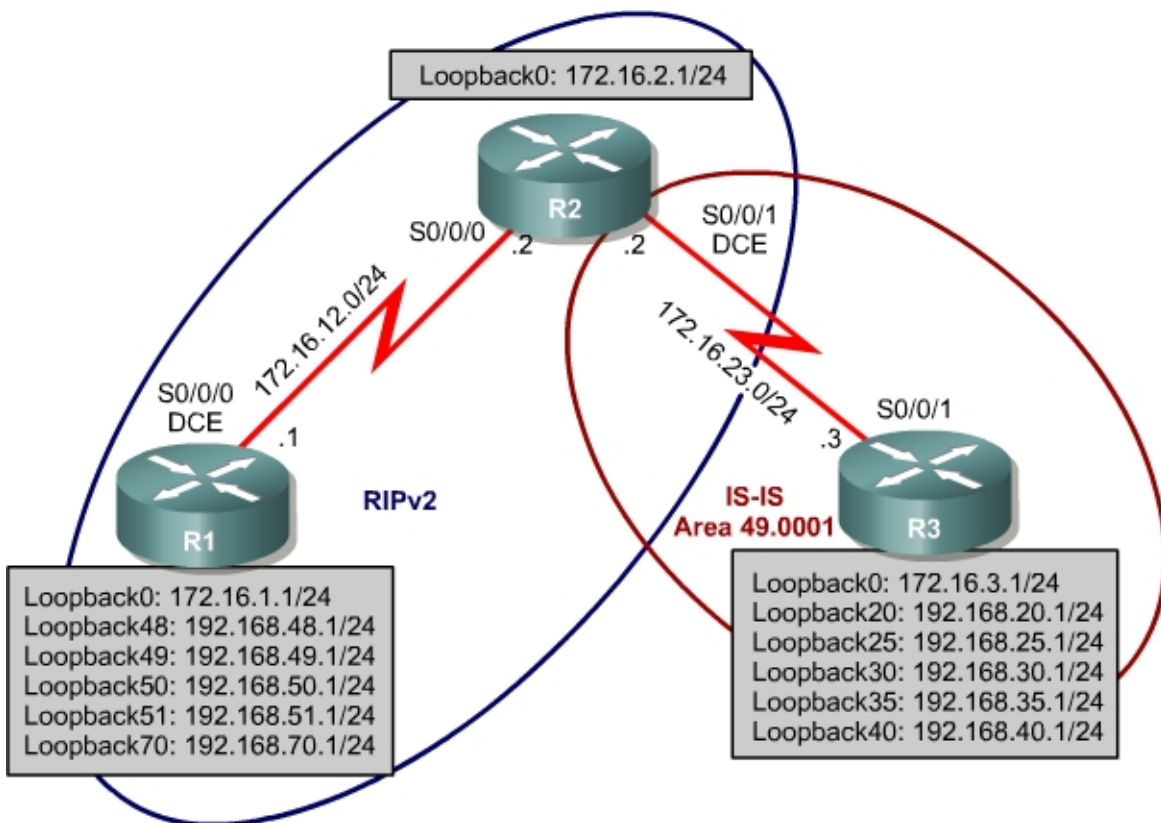 Loopback0: 172.16.2.1/24
R2
S0/0/0
.2
.2
S0/0/1
DCE
172.16.12.0/24
172.16.23.0/24
S0/0/0
DCE
.1
S0/0/1
.3
R1
RIPv2
IS-IS
Area 49.0001
R3
Loopback0: 172.16.1.1/24
Loopback48: 192.168.48.1/24
Loopback49: 192.168.49.1/24
Loopback50: 192.168.50.1/24
Loopback51: 192.168.51.1/24
Loopback70: 192.168.70.1/24
Loopback0: 172.16.3.1/24
Loopback20: 192.168.20.1/24
Loopback25: 192.168.25.1/24
Loopback30: 192.168.30.1/24
Loopback35: 192.168.35.1/24
Loopback40: 192.168.40.1/24